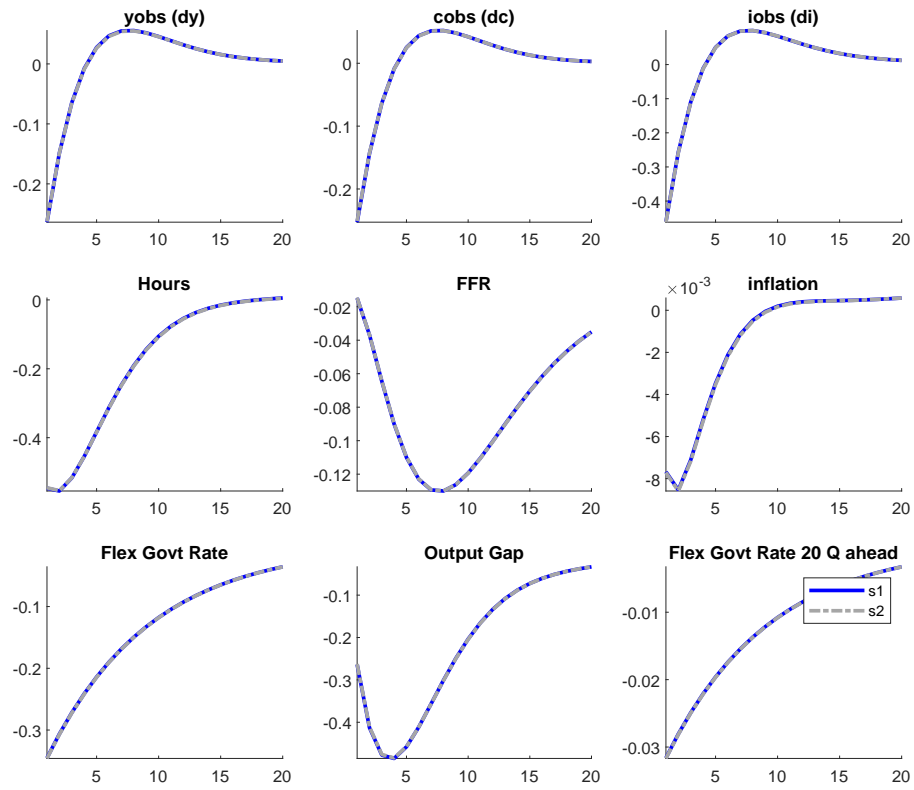 yobs (dy)
0
-0.1
-0.2
5 10 15 20
cobs (dc)
0
-0.1
-0.2
5 10 15 20
iobs (di)
0
-0.1
-0.2
-0.3
-0.4
5 10 15 20
Hours
0
-0.2
-0.4
5 10 15 20
FFR
-0.02
-0.04
-0.06
-0.08
-0.1
-0.12
5 10 15 20
inflation
×10-3
0
-2
-4
-6
-8
5 10 15 20
Flex Govt Rate
-0.1
-0.2
-0.3
5 10 15 20
Output Gap
-0.1
-0.2
-0.3
-0.4
5 10 15 20
Flex Govt Rate 20 Q ahead
s1
s2
-0.01
-0.02
-0.03
5 10 15 20